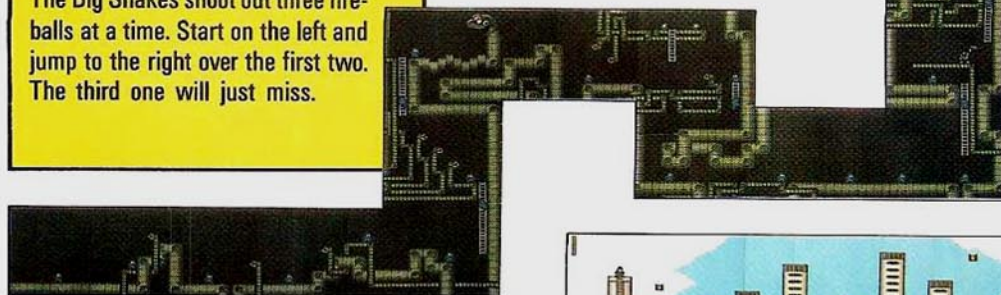 The Big Snakes shoot out three fire-
balls at a time. Start on the left and
jump to the right over the first two.
The third one will just miss.